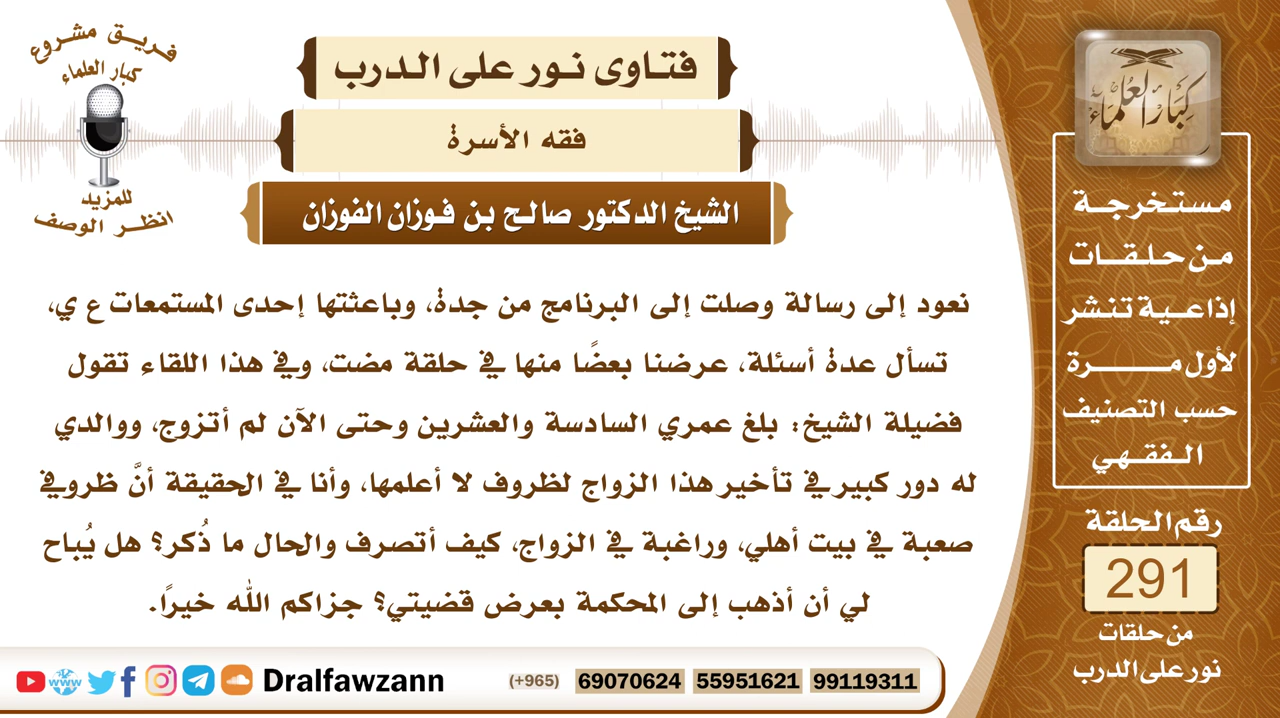 فريق مشروع
كبار العلماء
للمزيد
انظر الوصف
فتاوى نور على الدرب
فقه الأسرة
الشيخ الدكتور صالح بن فوزان الفوزان
كبار العلماء
مستخرجة
من حلقات
إذاعية تنشر
لأول مرة
حسب التصنيف
الفقهي
رقم الحلقة
291
من حلقات
نور على الدرب
نعود إلى رسالة وصلت إلى البرنامج من جدة، وباعثتها إحدى المستمعات ع ي،
تسأل عدة أسئلة، عرضنا بعضًا منها في حلقة مضت، وفي هذا اللقاء تقول
فضيلة الشيخ: بلغ عمري السادسة والعشرين وحتى الآن لم أتزوج، ووالدي
له دور كبير في تأخير هذا الزواج لظروف لا أعلمها، وأنا في الحقيقة أنَّ ظروفي
صعبة في بيت أهلي، وراغبة في الزواج، كيف أتصرف والحال ما ذُكر؟ هل يُباح
لي أن أذهب إلى المحكمة بعرض قضيتي؟ جزاكم الله خيرًا.
www Dralfawzann (+965) 69070624 55951621 99119311